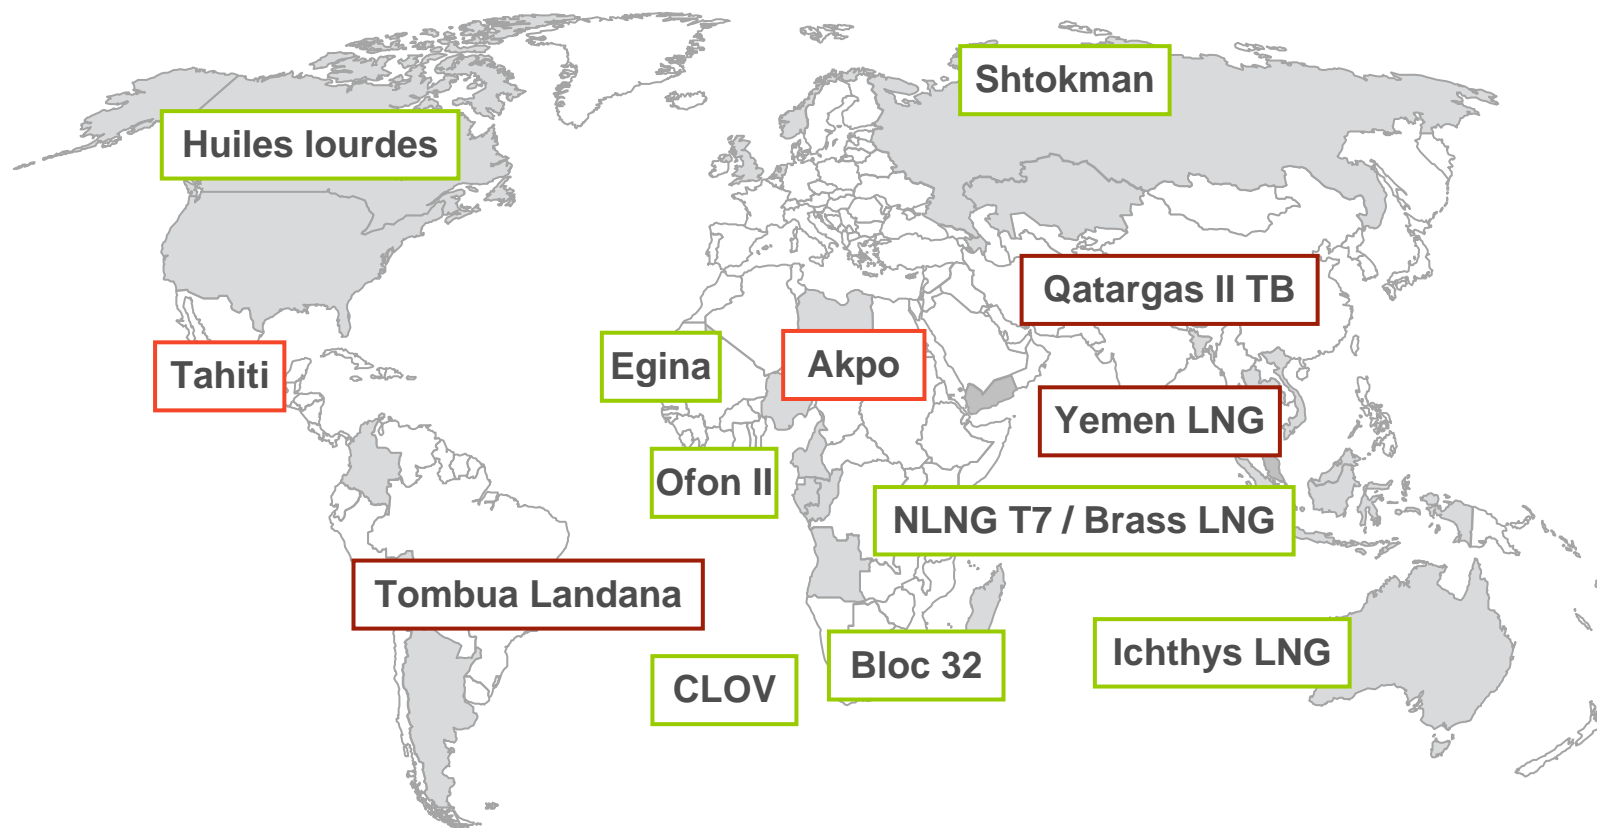 Shtokman
Huiles lourdes
Qatargas II TB
Tahiti
Egina
Akpo
Yemen LNG
Ofon II
NLNG T7 / Brass LNG
Tombua Landana
Bloc 32
Ichthys LNG
CLOV